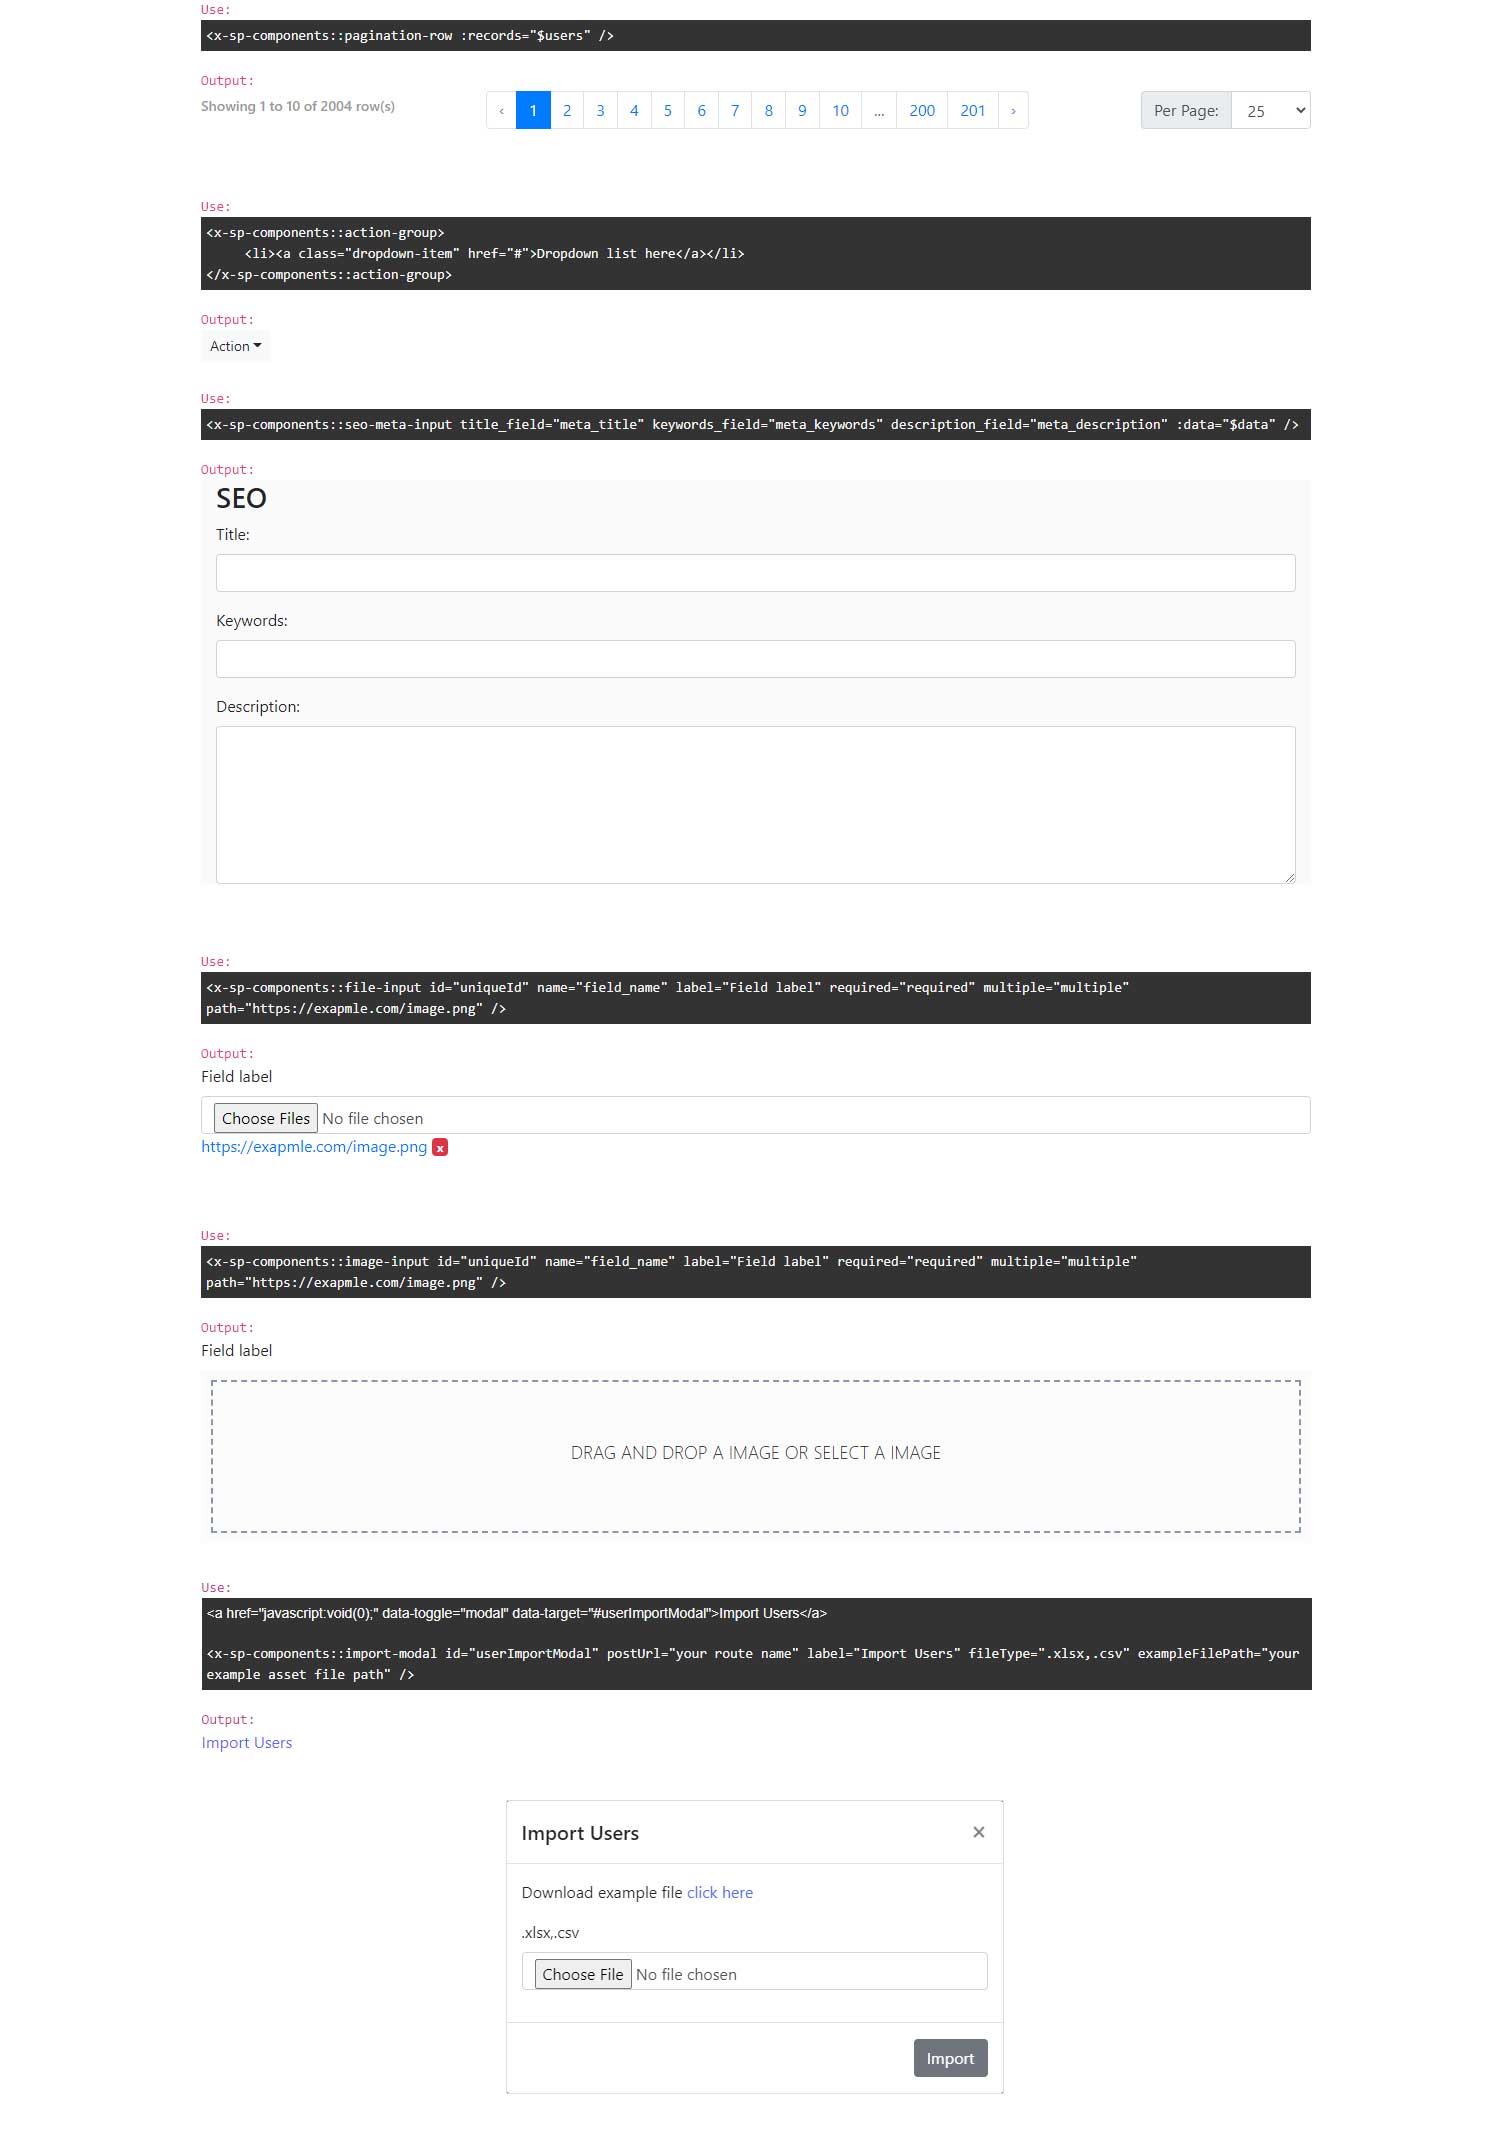 Use:
<x-sp-components::pagination-row :records="$users" />
Output:
Showing 1 to 10 of 2004 row(s)
‹ 1 2 3 4 5 6 7 8 9 10 ... 200 201 ›
Per Page: 25
Use:
<x-sp-components::action-group>
<li><a class="dropdown-item" href="#">Dropdown list here</a></li>
</x-sp-components::action-group>
Output:
Action
Use:
<x-sp-components::seo-meta-input title_field="meta_title" keywords_field="meta_keywords" description_field="meta_description" :data="$data" />
Output:
SEO
Title:
Keywords:
Description:
Use:
<x-sp-components::file-input id="uniqueId" name="field_name" label="Field label" required="required" multiple="multiple"
path="https://exapmle.com/image.png" />
Output:
Field label
Choose Files No file chosen
https://exapmle.com/image.png x
Use:
<x-sp-components::image-input id="uniqueId" name="field_name" label="Field label" required="required" multiple="multiple"
path="https://exapmle.com/image.png" />
Output:
Field label
DRAG AND DROP A IMAGE OR SELECT A IMAGE
Use:
<a href="javascript:void(0);" data-toggle="modal" data-target="#userImportModal">Import Users</a>
<x-sp-components::import-modal id="userImportModal" postUrl="your route name" label="Import Users" fileType=".xlsx,.csv" exampleFilePath="your
example asset file path" />
Output:
Import Users
Import Users ×
Download example file click here
.xlsx,.csv
Choose File No file chosen
Import